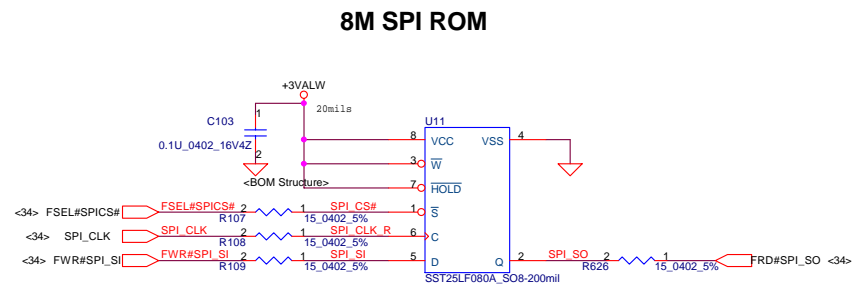 8M SPI ROM
+3VALW
20mils
C103
1
0.1U_0402_16V4Z
2
<BOM Structure>
U11
8 VCC VSS 4
3 W
7 HOLD
<34> FSEL#SPICS# FSEL#SPICS# 2 1 SPI_CS# 1 S
R107 15_0402_5%
<34> SPI_CLK SPI_CLK 2 1 SPI_CLK_R 6 C
R108 15_0402_5%
<34> FWR#SPI_SI FWR#SPI_SI 2 1 SPI_SI 5 D Q 2 SPI_SO 2 1 FRD#SPI_SO <34>
R109 15_0402_5% R626 15_0402_5%
SST25LF080A_SO8-200mil